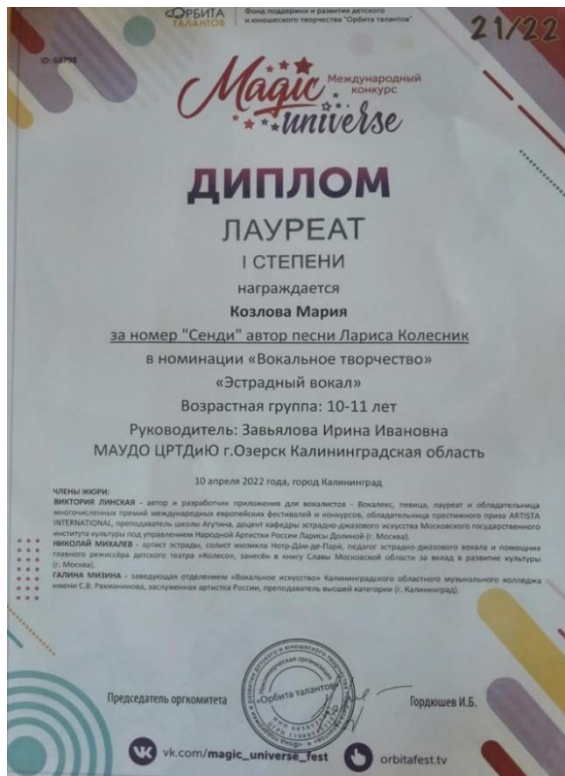 ОРБИТА
ТАЛАНТОВ
Фонд поддержки и развития детского
и юношеского творчества "Орбита талантов"
21/22
ID: 68798
Magic
universe
Международный
конкурс
ДИПЛОМ
ЛАУРЕАТ
I СТЕПЕНИ
награждается
Козлова Мария
за номер "Сенди" автор песни Лариса Колесник
в номинации «Вокальное творчество»
«Эстрадный вокал»
Возрастная группа: 10-11 лет
Руководитель: Завьялова Ирина Ивановна
МАУДО ЦРТДиЮ г.Озерск Калининградская область
10 апреля 2022 года, город Калининград
ЧЛЕНЫ ЖЮРИ:
ВИКТОРИЯ ЛИНСКАЯ - автор и разработчик приложения для вокалистов - Вокалекс, певица, лауреат и обладательница
многочисленных премий международных европейских фестивалей и конкурсов, обладательница престижного приза ARTISTA
INTERNATIONAL, преподаватель школы Агутина, доцент кафедры эстрадно-джазового искусства Московского государственного
института культуры под управлением Народной Артистки России Ларисы Долиной (г. Москва).
НИКОЛАЙ МИХАЛЕВ - артист эстрады, солист мюзикла Нотр-Дам-де-Пари, педагог эстрадно-джазового вокала и помощник
главного режиссёра детского театра «Колесо», занесён в книгу Славы Московской области за вклад в развитие культуры
(г. Москва).
ГАЛИНА МИЗИНА - заведующая отделением «Вокальное искусство» Калининградского областного музыкального колледжа
имени С.В. Рахманинова, заслуженная артистка России, преподаватель высшей категории (г. Калининград).
Председатель оргкомитета
«Орбита талантов»
Гордюшев И.Б.
vk.com/magic_universe_fest
orbitafest.tv